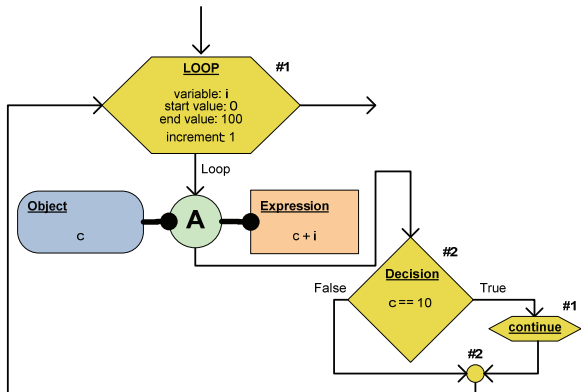 LOOP
#1
variable: i
start value: 0
end value: 100
increment: 1
Loop
Object
c
A
Expression
c + i
#2
Decision
False
True
c == 10
#1
continue
#2